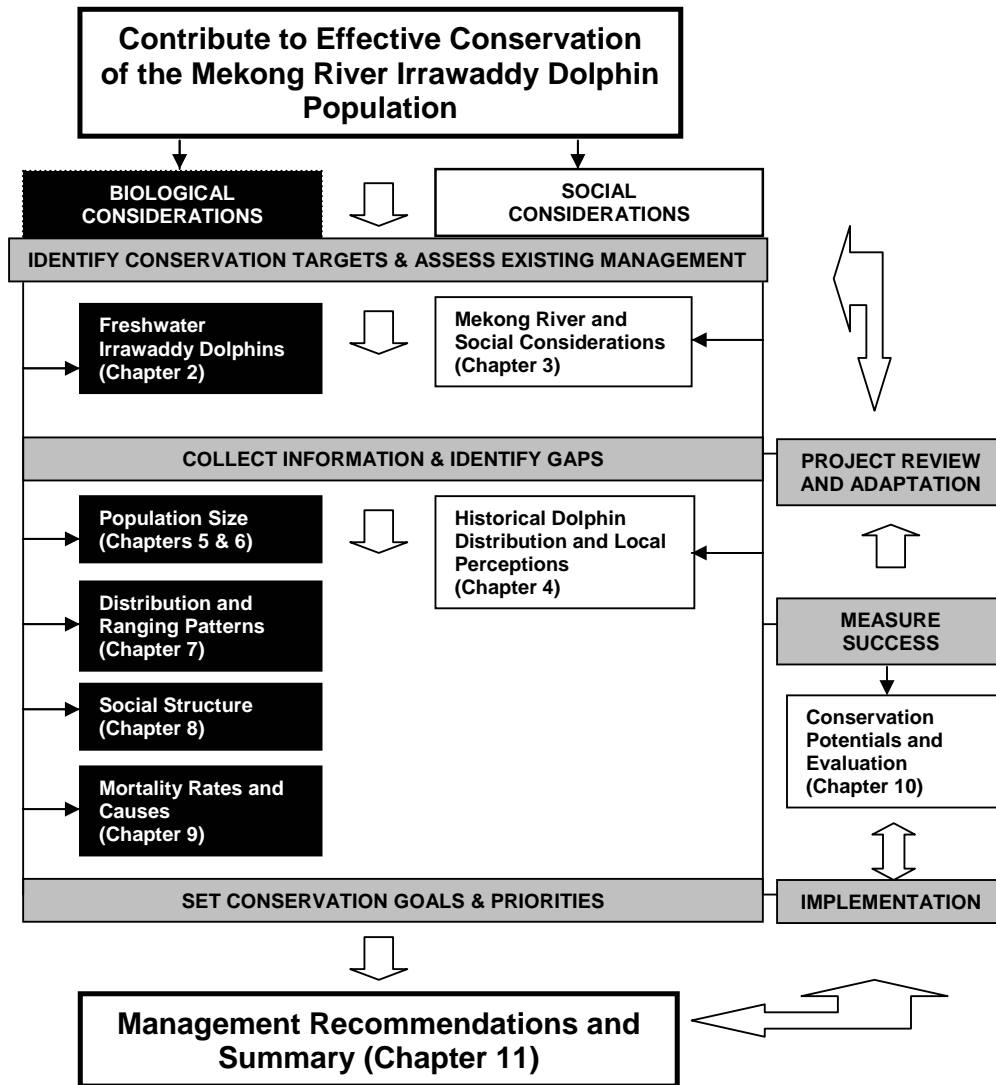 Contribute to Effective Conservation
of the Mekong River Irrawaddy Dolphin
Population
BIOLOGICAL
CONSIDERATIONS
SOCIAL
CONSIDERATIONS
IDENTIFY CONSERVATION TARGETS & ASSESS EXISTING MANAGEMENT
Freshwater
Irrawaddy Dolphins
(Chapter 2)
Mekong River and
Social Considerations
(Chapter 3)
COLLECT INFORMATION & IDENTIFY GAPS
PROJECT REVIEW
AND ADAPTATION
Population Size
(Chapters 5 & 6)
Historical Dolphin
Distribution and Local
Perceptions
(Chapter 4)
Distribution and
Ranging Patterns
(Chapter 7)
MEASURE
SUCCESS
Social Structure
(Chapter 8)
Conservation
Potentials and
Evaluation
(Chapter 10)
Mortality Rates and
Causes
(Chapter 9)
SET CONSERVATION GOALS & PRIORITIES
IMPLEMENTATION
Management Recommendations and
Summary (Chapter 11)